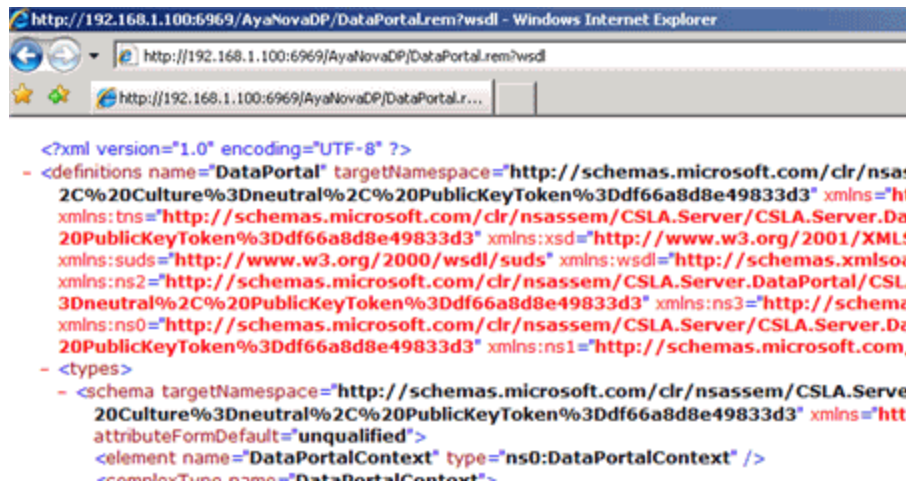 http://192.168.1.100:6969/AyaNovaDP/DataPortal.rem?wsdl - Windows Internet Explorer
http://192.168.1.100:6969/AyaNovaDP/DataPortal.rem?wsdl
http://192.168.1.100:6969/AyaNovaDP/DataPortal.r...
<?xml version="1.0" encoding="UTF-8" ?>
- <definitions name="DataPortal" targetNamespace="http://schemas.microsoft.com/clr/nsas
2C%20Culture%3Dneutral%2C%20PublicKeyToken%3Ddf66a8d8e49833d3" xmlns="ht
xmlns:tns="http://schemas.microsoft.com/clr/nsassem/CSLA.Server/CSLA.Server.Da
20PublicKeyToken%3Ddf66a8d8e49833d3" xmlns:xsd="http://www.w3.org/2001/XMLS
xmlns:suds="http://www.w3.org/2000/wsdl/suds" xmlns:wsdl="http://schemas.xmlsoa
xmlns:ns2="http://schemas.microsoft.com/clr/nsassem/CSLA.Server.DataPortal/CSL
3Dneutral%2C%20PublicKeyToken%3Ddf66a8d8e49833d3" xmlns:ns3="http://schema
xmlns:ns0="http://schemas.microsoft.com/clr/nsassem/CSLA.Server/CSLA.Server.Da
20PublicKeyToken%3Ddf66a8d8e49833d3" xmlns:ns1="http://schemas.microsoft.com
- <types>
- <schema targetNamespace="http://schemas.microsoft.com/clr/nsassem/CSLA.Serve
20Culture%3Dneutral%2C%20PublicKeyToken%3Ddf66a8d8e49833d3" xmlns="htt
attributeFormDefault="unqualified">
<element name="DataPortalContext" type="ns0:DataPortalContext" />
<complexType name="DataPortalContext">